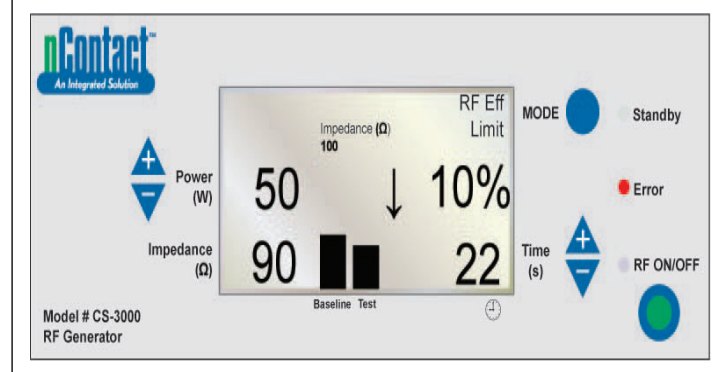 nContact™
An Integrated Solution
RF Eff
Limit
Impedance (Ω)
100
MODE
Standby
Power
(W)
50
↓
10%
Error
Impedance
(Ω)
90
22
Time
(s)
RF ON/OFF
Baseline Test
Model # CS-3000
RF Generator